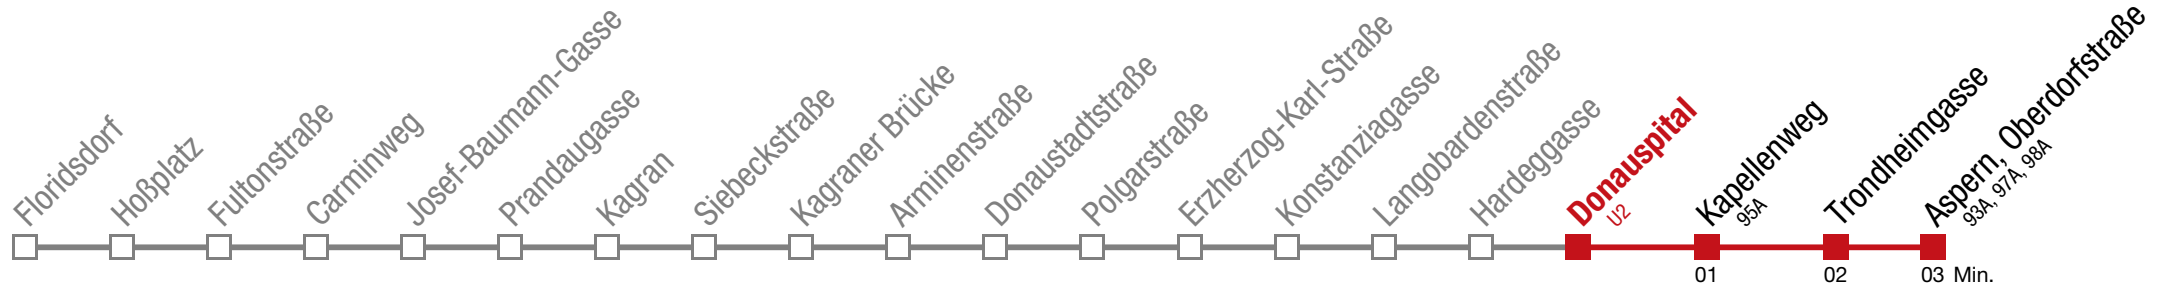 Floridsdorf
Hoßplatz
Fultonstraße
Carminweg
Josef-Baumann-Gasse
Prandaugasse
Kagran
Siebeckstraße
Kagraner Brücke
Arminenstraße
Donaustadtstraße
Polgarstraße
Erzherzog-Karl-Straße
Konstanziagasse
Langobardenstraße
Hardeggasse
Donauspital
U2
Kapellenweg
95A
Trondheimgasse
Aspern, Oberdorfstraße
93A, 97A, 98A
01 02 03 Min.